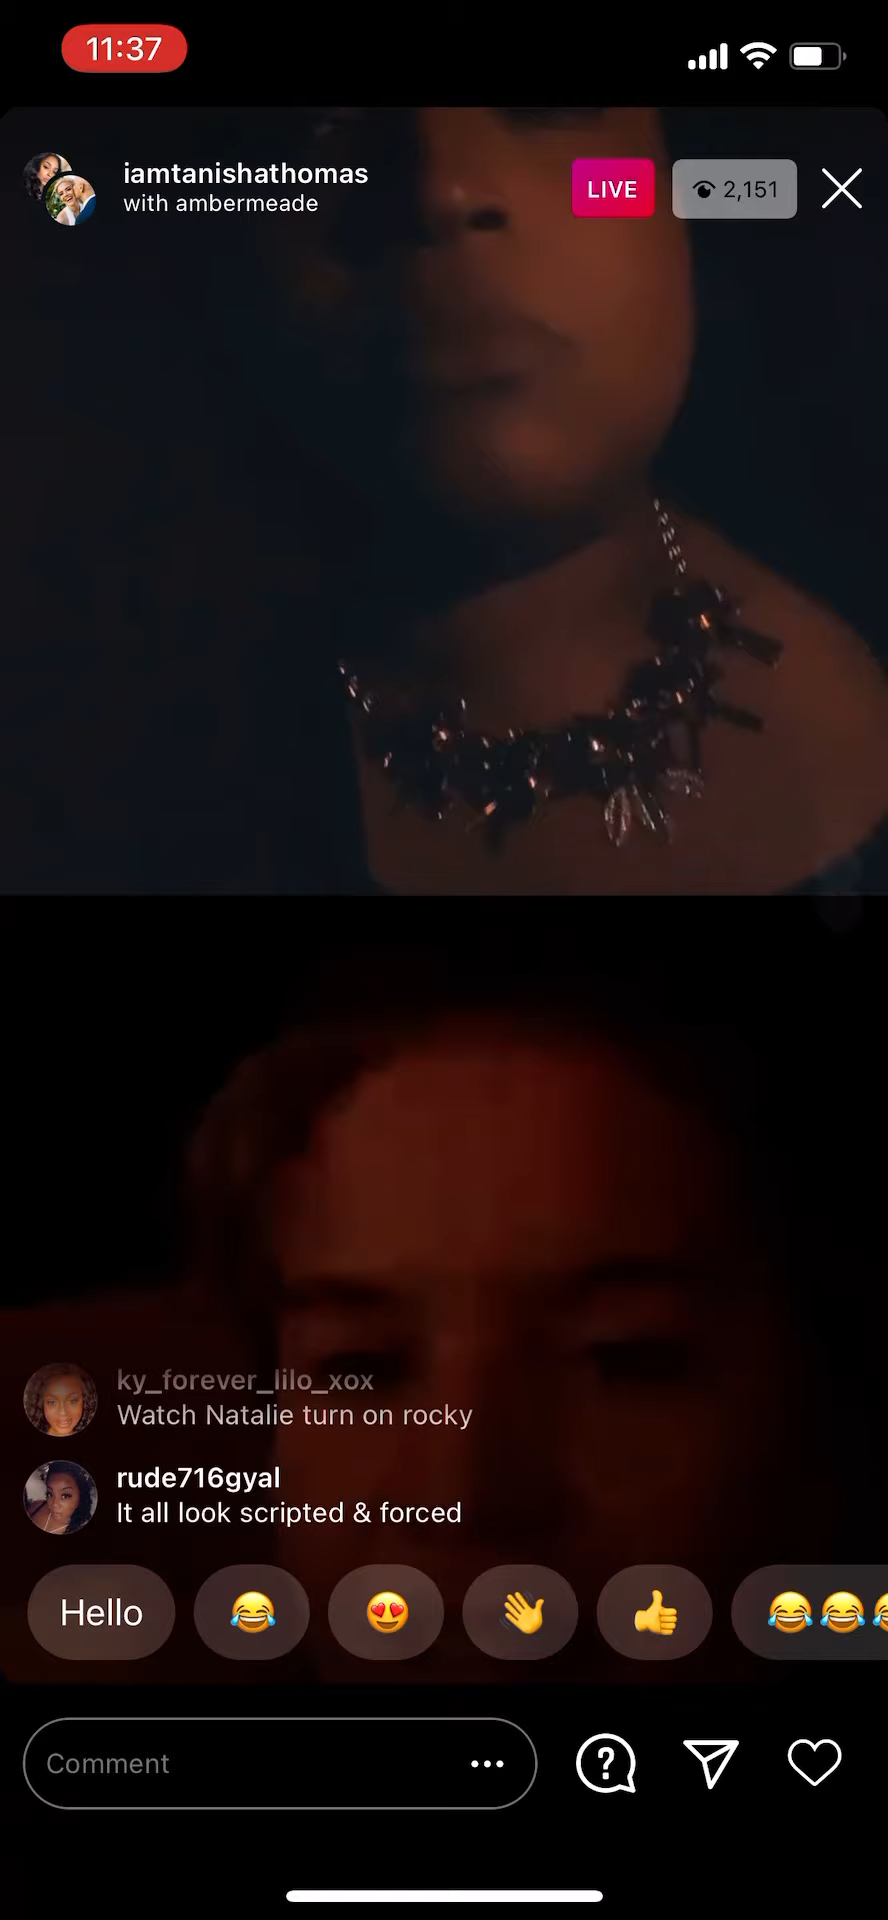 11:37
iamtanishathomas
with ambermeade
LIVE
2,151
ky_forever_lilo_xox
Watch Natalie turn on rocky
rude716gyal
It all look scripted & forced
Hello
Comment